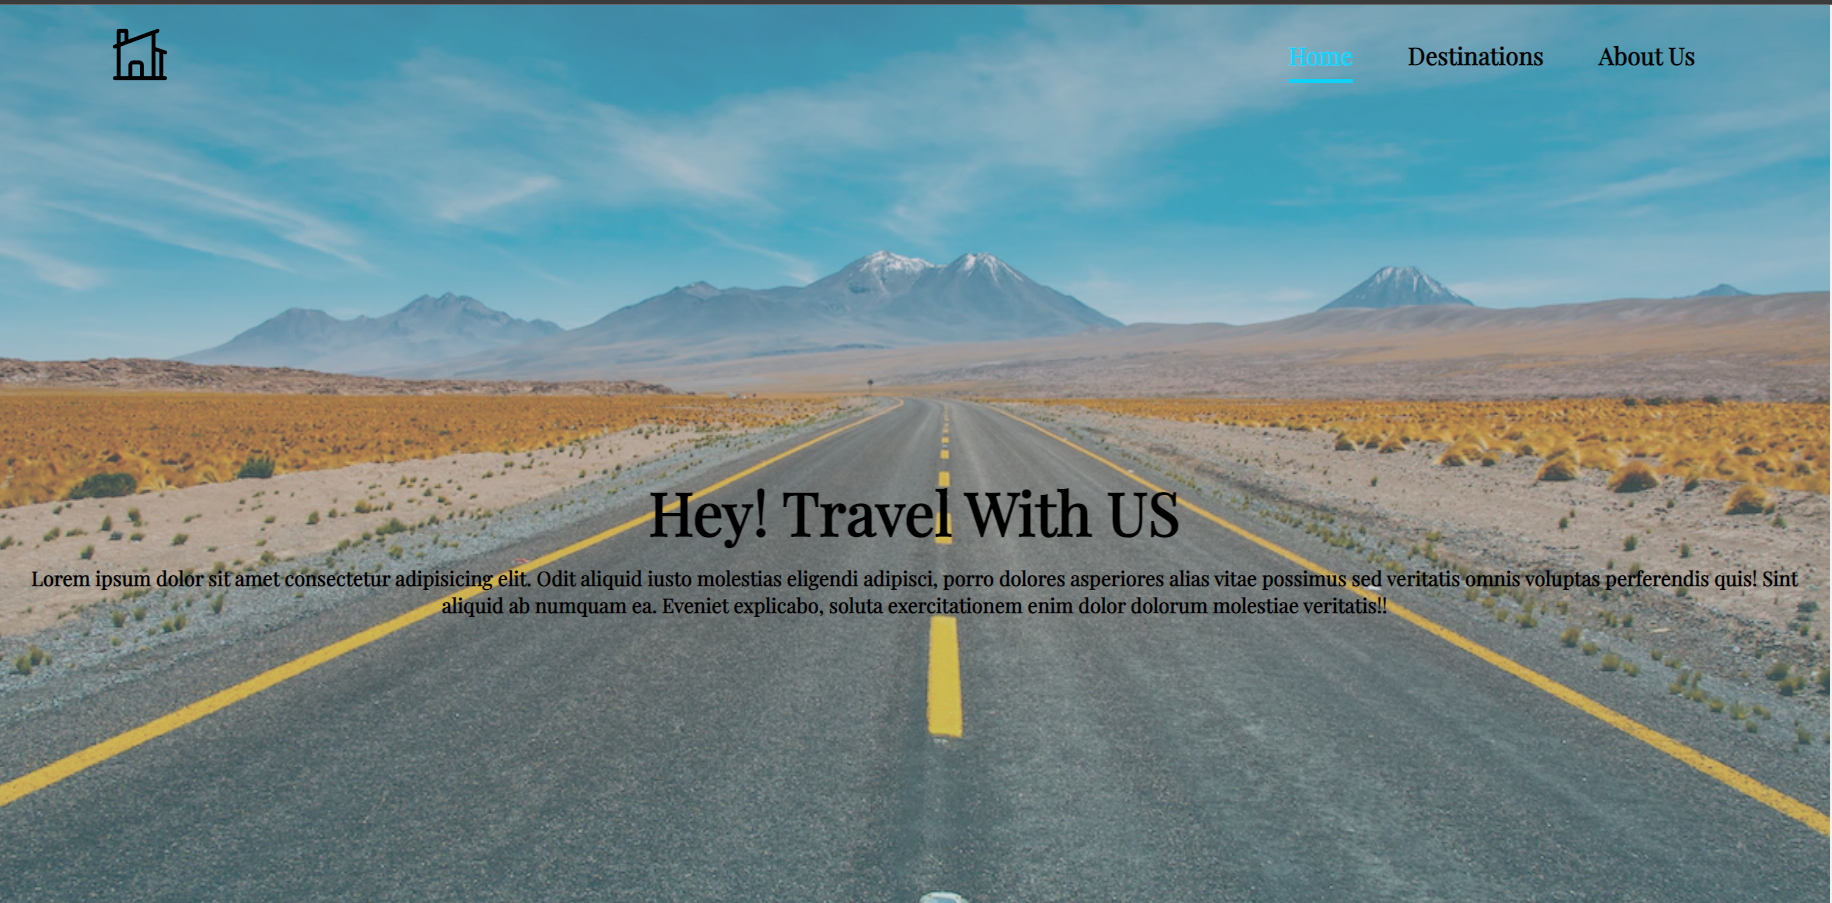 Home Destinations About Us
Hey! Travel With US
Lorem ipsum dolor sit amet consectetur adipisicing elit. Odit aliquid iusto molestias eligendi adipisci, porro dolores asperiores alias vitae possimus sed veritatis omnis voluptas perferendis quis! Sint
aliquid ab numquam ea. Eveniet explicabo, soluta exercitationem enim dolor dolorum molestiae veritatis!!